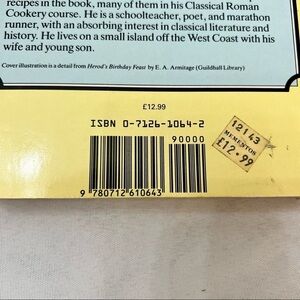 recipes in the book, many of them in his Classical Roman
Cookery course. He is a schoolteacher, poet, and marathon
runner, with an absorbing interest in classical literature and
history. He lives on a small island off the West Coast with his
wife and young son.
Cover illustration is a detail from Herod's Birthday Feast by E. A. Armitage (Guildhall Library)
£12.99
ISBN 0-7126-1064-2
90000
9 780712 610643
12143
MEMENTOS
£12.99